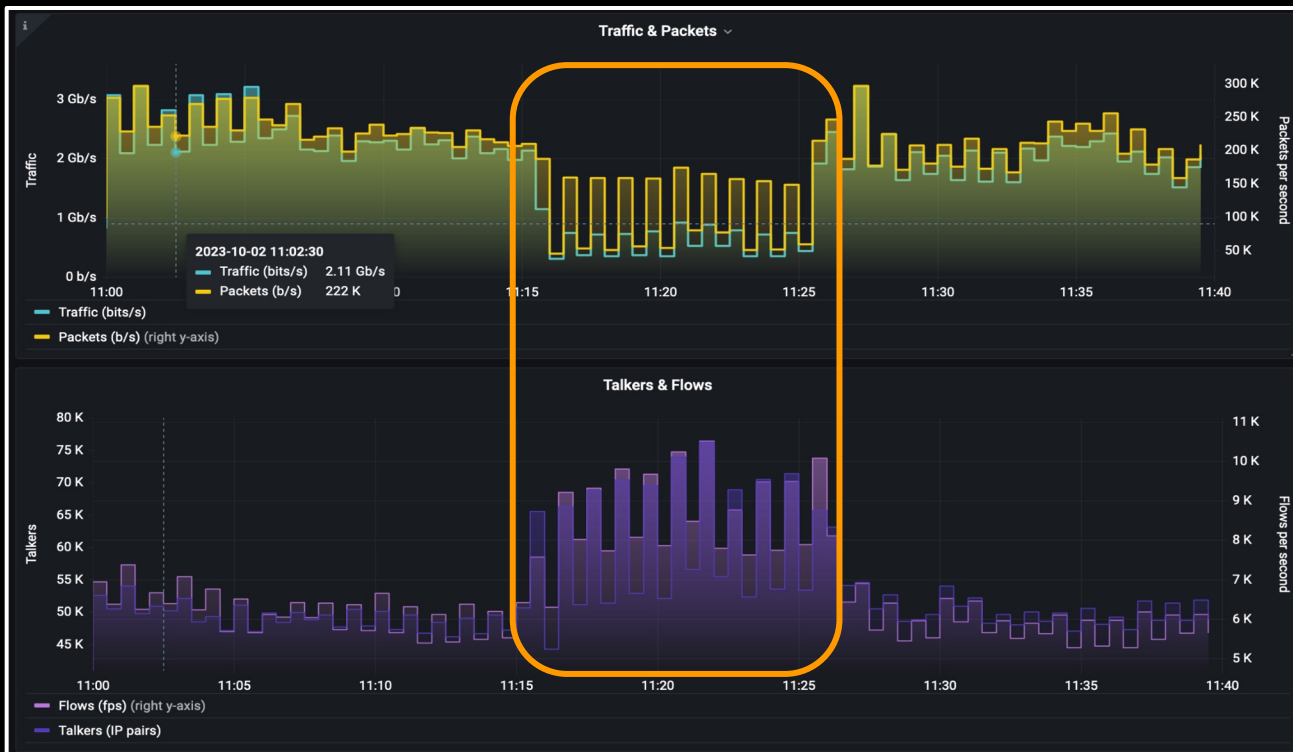 i
Traffic & Packets
3 Gb/s
2 Gb/s
1 Gb/s
0 b/s
Traffic
300 K
250 K
200 K
150 K
100 K
50 K
Packets per second
2023-10-02 11:02:30
Traffic (bits/s) 2.11 Gb/s
Packets (b/s) 222 K
11:00 0 11:15 11:20 11:25 11:30 11:35 11:40
Traffic (bits/s)
Packets (b/s) (right y-axis)
Talkers & Flows
80 K
75 K
70 K
65 K
60 K
55 K
50 K
45 K
Talkers
11 K
10 K
9 K
8 K
7 K
6 K
5 K
Flows per second
11:00 11:05 11:10 11:15 11:20 11:25 11:30 11:35 11:40
Flows (fps) (right y-axis)
Talkers (IP pairs)